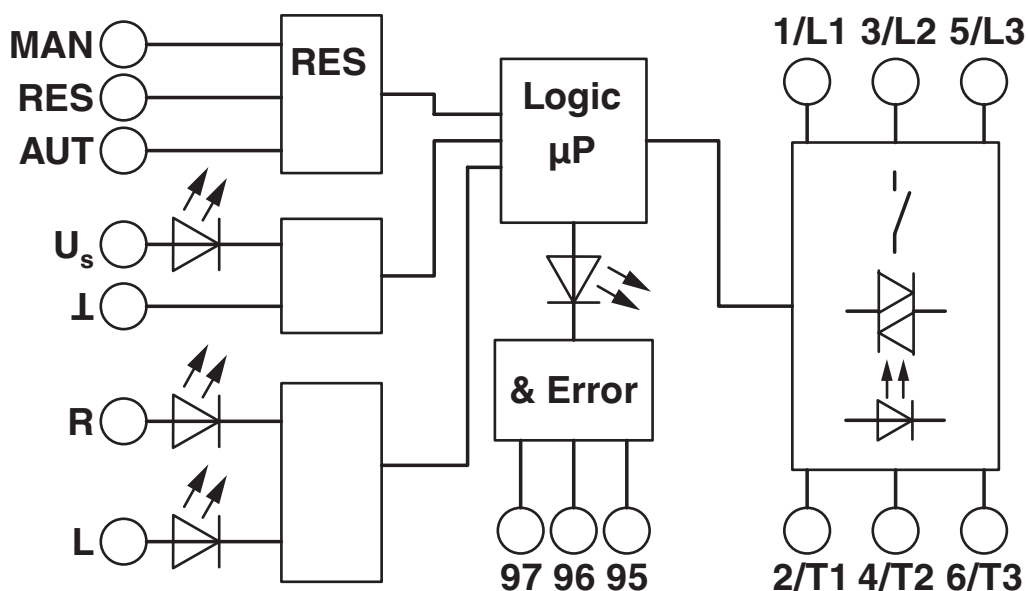 MAN
RES
AUT
RES
Us
⊥
R
L
Logic
µP
& Error
97 96 95
1/L1 3/L2 5/L3
2/T1 4/T2 6/T3